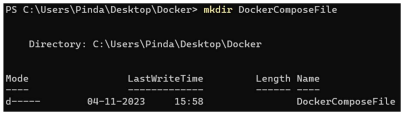 PS C:\Users\Pinda\Desktop\Docker> mkdir DockerComposeFile
Directory: C:\Users\Pinda\Desktop\Docker
Mode LastWriteTime Length Name
---- ------------- ------ ----
d----- 04-11-2023 15:58 DockerComposeFile